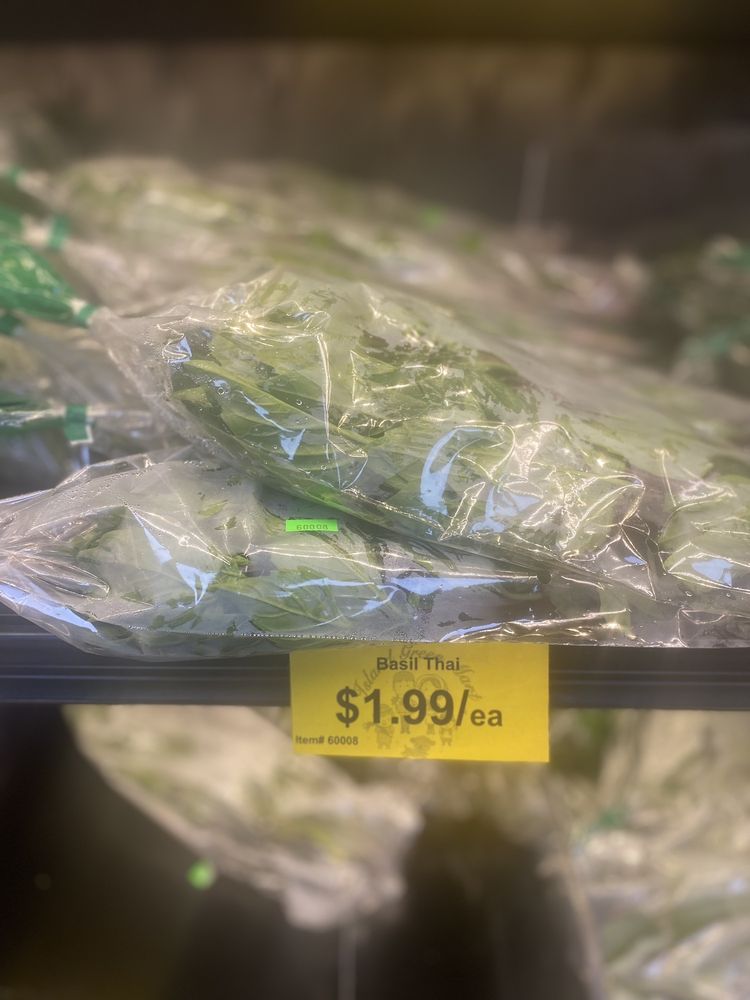 60008
Basil Thai
$1.99/ea
Item# 60008